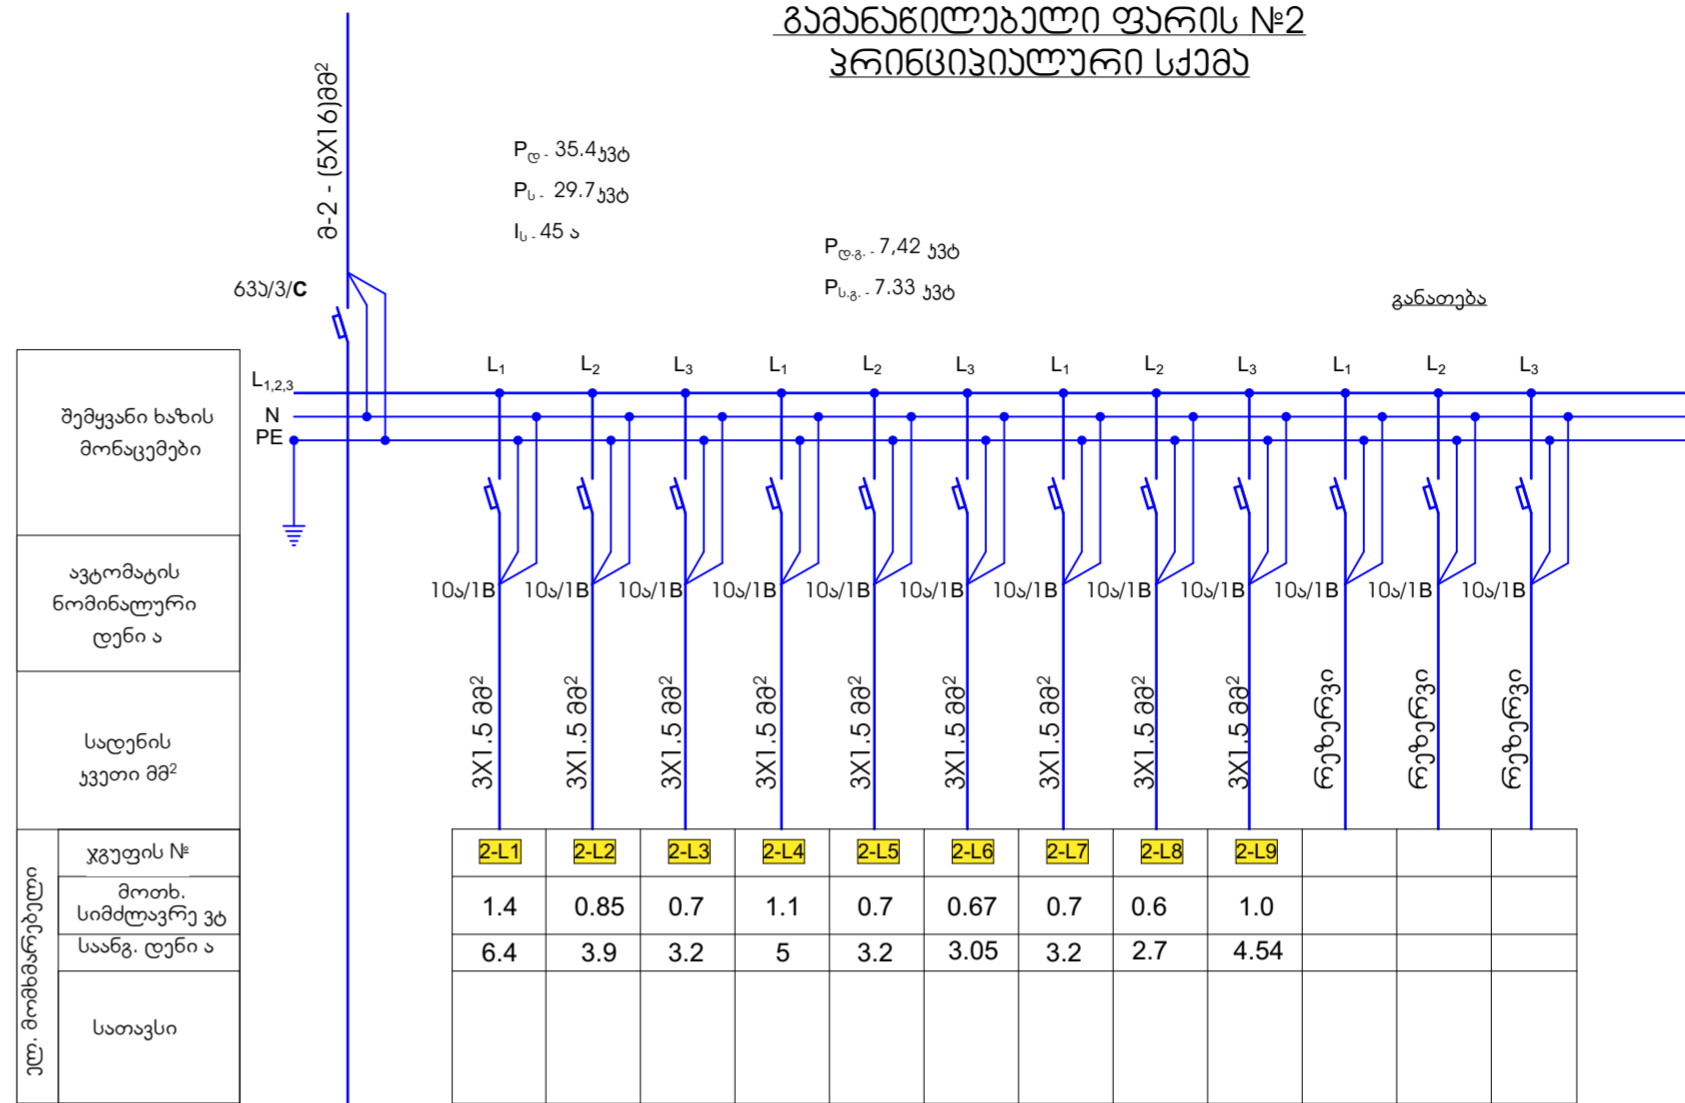 გამანაწილებელი ფარის №2
პრინციპიალური სქემა
მ-2 - (5X16)მმ²
Pდ - 35.4კვტ
Pს - 29.7კვტ
Iს - 45 ა
Pდ.გ. - 7,42 კვტ
Pს.გ. - 7.33 კვტ
63ა/3/C
განათება
L1,2,3
N
PE
L1 L2 L3 L1 L2 L3 L1 L2 L3 L1 L2 L3
შემყვანი ხაზის
მონაცემები
ავტომატის
ნომინალური
დენი ა
10ა/1B 10ა/1B 10ა/1B 10ა/1B 10ა/1B 10ა/1B 10ა/1B 10ა/1B 10ა/1B 10ა/1B 10ა/1B 10ა/1B
სადენის
კვეთი მმ²
3X1.5 მმ² 3X1.5 მმ² 3X1.5 მმ² 3X1.5 მმ² 3X1.5 მმ² 3X1.5 მმ² 3X1.5 მმ² 3X1.5 მმ² 3X1.5 მმ² რეზერვი რეზერვი რეზერვი
ელ. მომხმარებელი
ჯგუფის №
2-L1 2-L2 2-L3 2-L4 2-L5 2-L6 2-L7 2-L8 2-L9
მოთხ.
სიმძლავრე ვტ
1.4 0.85 0.7 1.1 0.7 0.67 0.7 0.6 1.0
საანგ. დენი ა
6.4 3.9 3.2 5 3.2 3.05 3.2 2.7 4.54
სათავსი